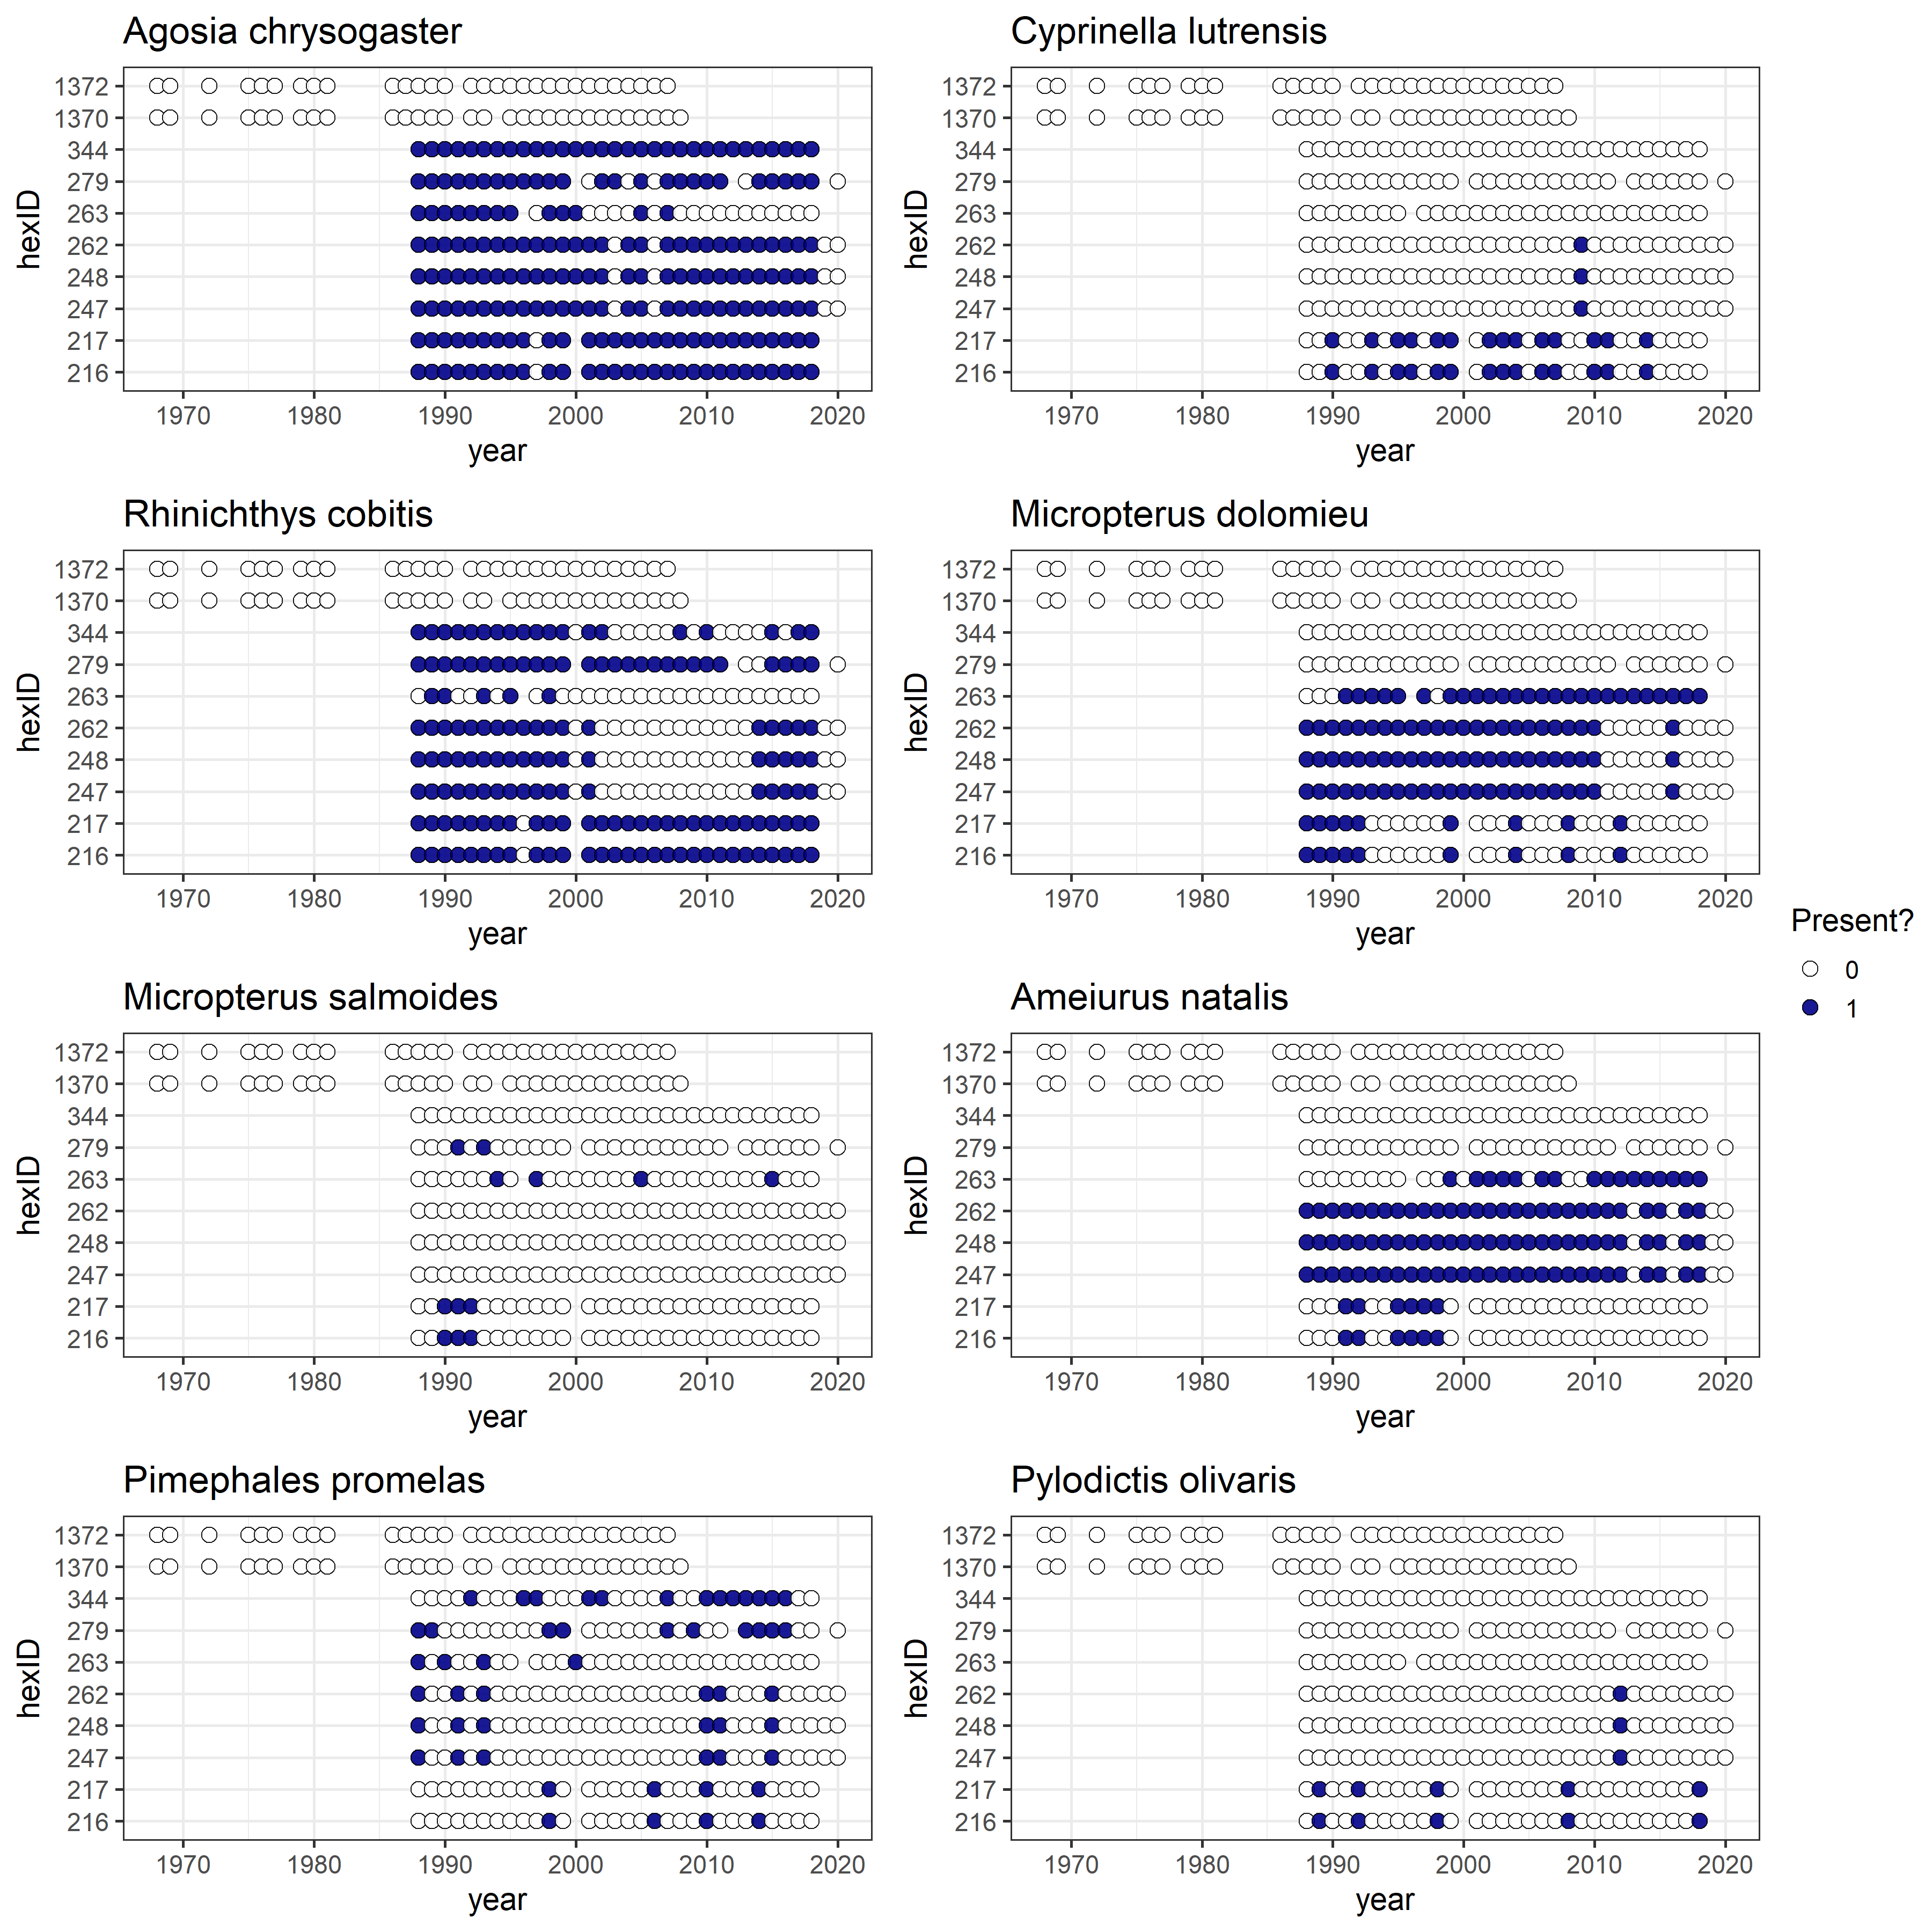 Agosia chrysogaster
Cyprinella lutrensis
hexID
1372
1370
344
279
263
262
248
247
217
216
1970 1980 1990 2000 2010 2020
year
hexID
1372
1370
344
279
263
262
248
247
217
216
1970 1980 1990 2000 2010 2020
year
Rhinichthys cobitis
Micropterus dolomieu
hexID
1372
1370
344
279
263
262
248
247
217
216
1970 1980 1990 2000 2010 2020
year
hexID
1372
1370
344
279
263
262
248
247
217
216
1970 1980 1990 2000 2010 2020
year
Present?
0
1
Micropterus salmoides
Ameiurus natalis
hexID
1372
1370
344
279
263
262
248
247
217
216
1970 1980 1990 2000 2010 2020
year
hexID
1372
1370
344
279
263
262
248
247
217
216
1970 1980 1990 2000 2010 2020
year
Pimephales promelas
Pylodictis olivaris
hexID
1372
1370
344
279
263
262
248
247
217
216
1970 1980 1990 2000 2010 2020
year
hexID
1372
1370
344
279
263
262
248
247
217
216
1970 1980 1990 2000 2010 2020
year